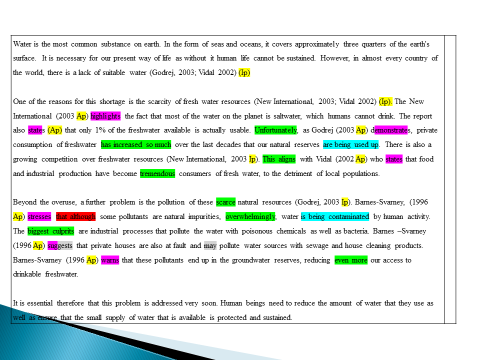 Water is the most common substance on earth. In the form of seas and oceans, it covers approximately three quarters of the earth's
surface. It is necessary for our present way of life as without it human life cannot be sustained. However, in almost every country of
the world, there is a lack of suitable water (Godrej, 2003; Vidal 2002) (Ip)
One of the reasons for this shortage is the scarcity of fresh water resources (New International, 2003; Vidal 2002) (Ip). The New
International (2003 Ap) highlights the fact that most of the water on the planet is saltwater, which humans cannot drink. The report
also states (Ap) that only 1% of the freshwater available is actually usable. Unfortunately, as Godrej (2003 Ap) demonstrates, private
consumption of freshwater has increased so much over the last decades that our natural reserves are being used up. There is also a
growing competition over freshwater resources (New International, 2003 Ip). This aligns with Vidal (2002 Ap) who states that food
and industrial production have become tremendous consumers of fresh water, to the detriment of local populations.
Beyond the overuse, a further problem is the pollution of these scarce natural resources (Godrej, 2003 Ip). Barnes-Svarney, (1996
Ap) stresses that although some pollutants are natural impurities, overwhelmingly, water is being contaminated by human activity.
The biggest culprits are industrial processes that pollute the water with poisonous chemicals as well as bacteria. Barnes –Svarney
(1996 Ap) suggests that private houses are also at fault and may pollute water sources with sewage and house cleaning products.
Barnes-Svarney (1996 Ap) warn that these pollutants end up in the groundwater reserves, reducing even more our access to
drinkable freshwater.
It is essential therefore that this problem is addressed very soon. Human beings need to reduce the amount of water that they use as
well as ensure that the small supply of water that is available is protected and sustained.